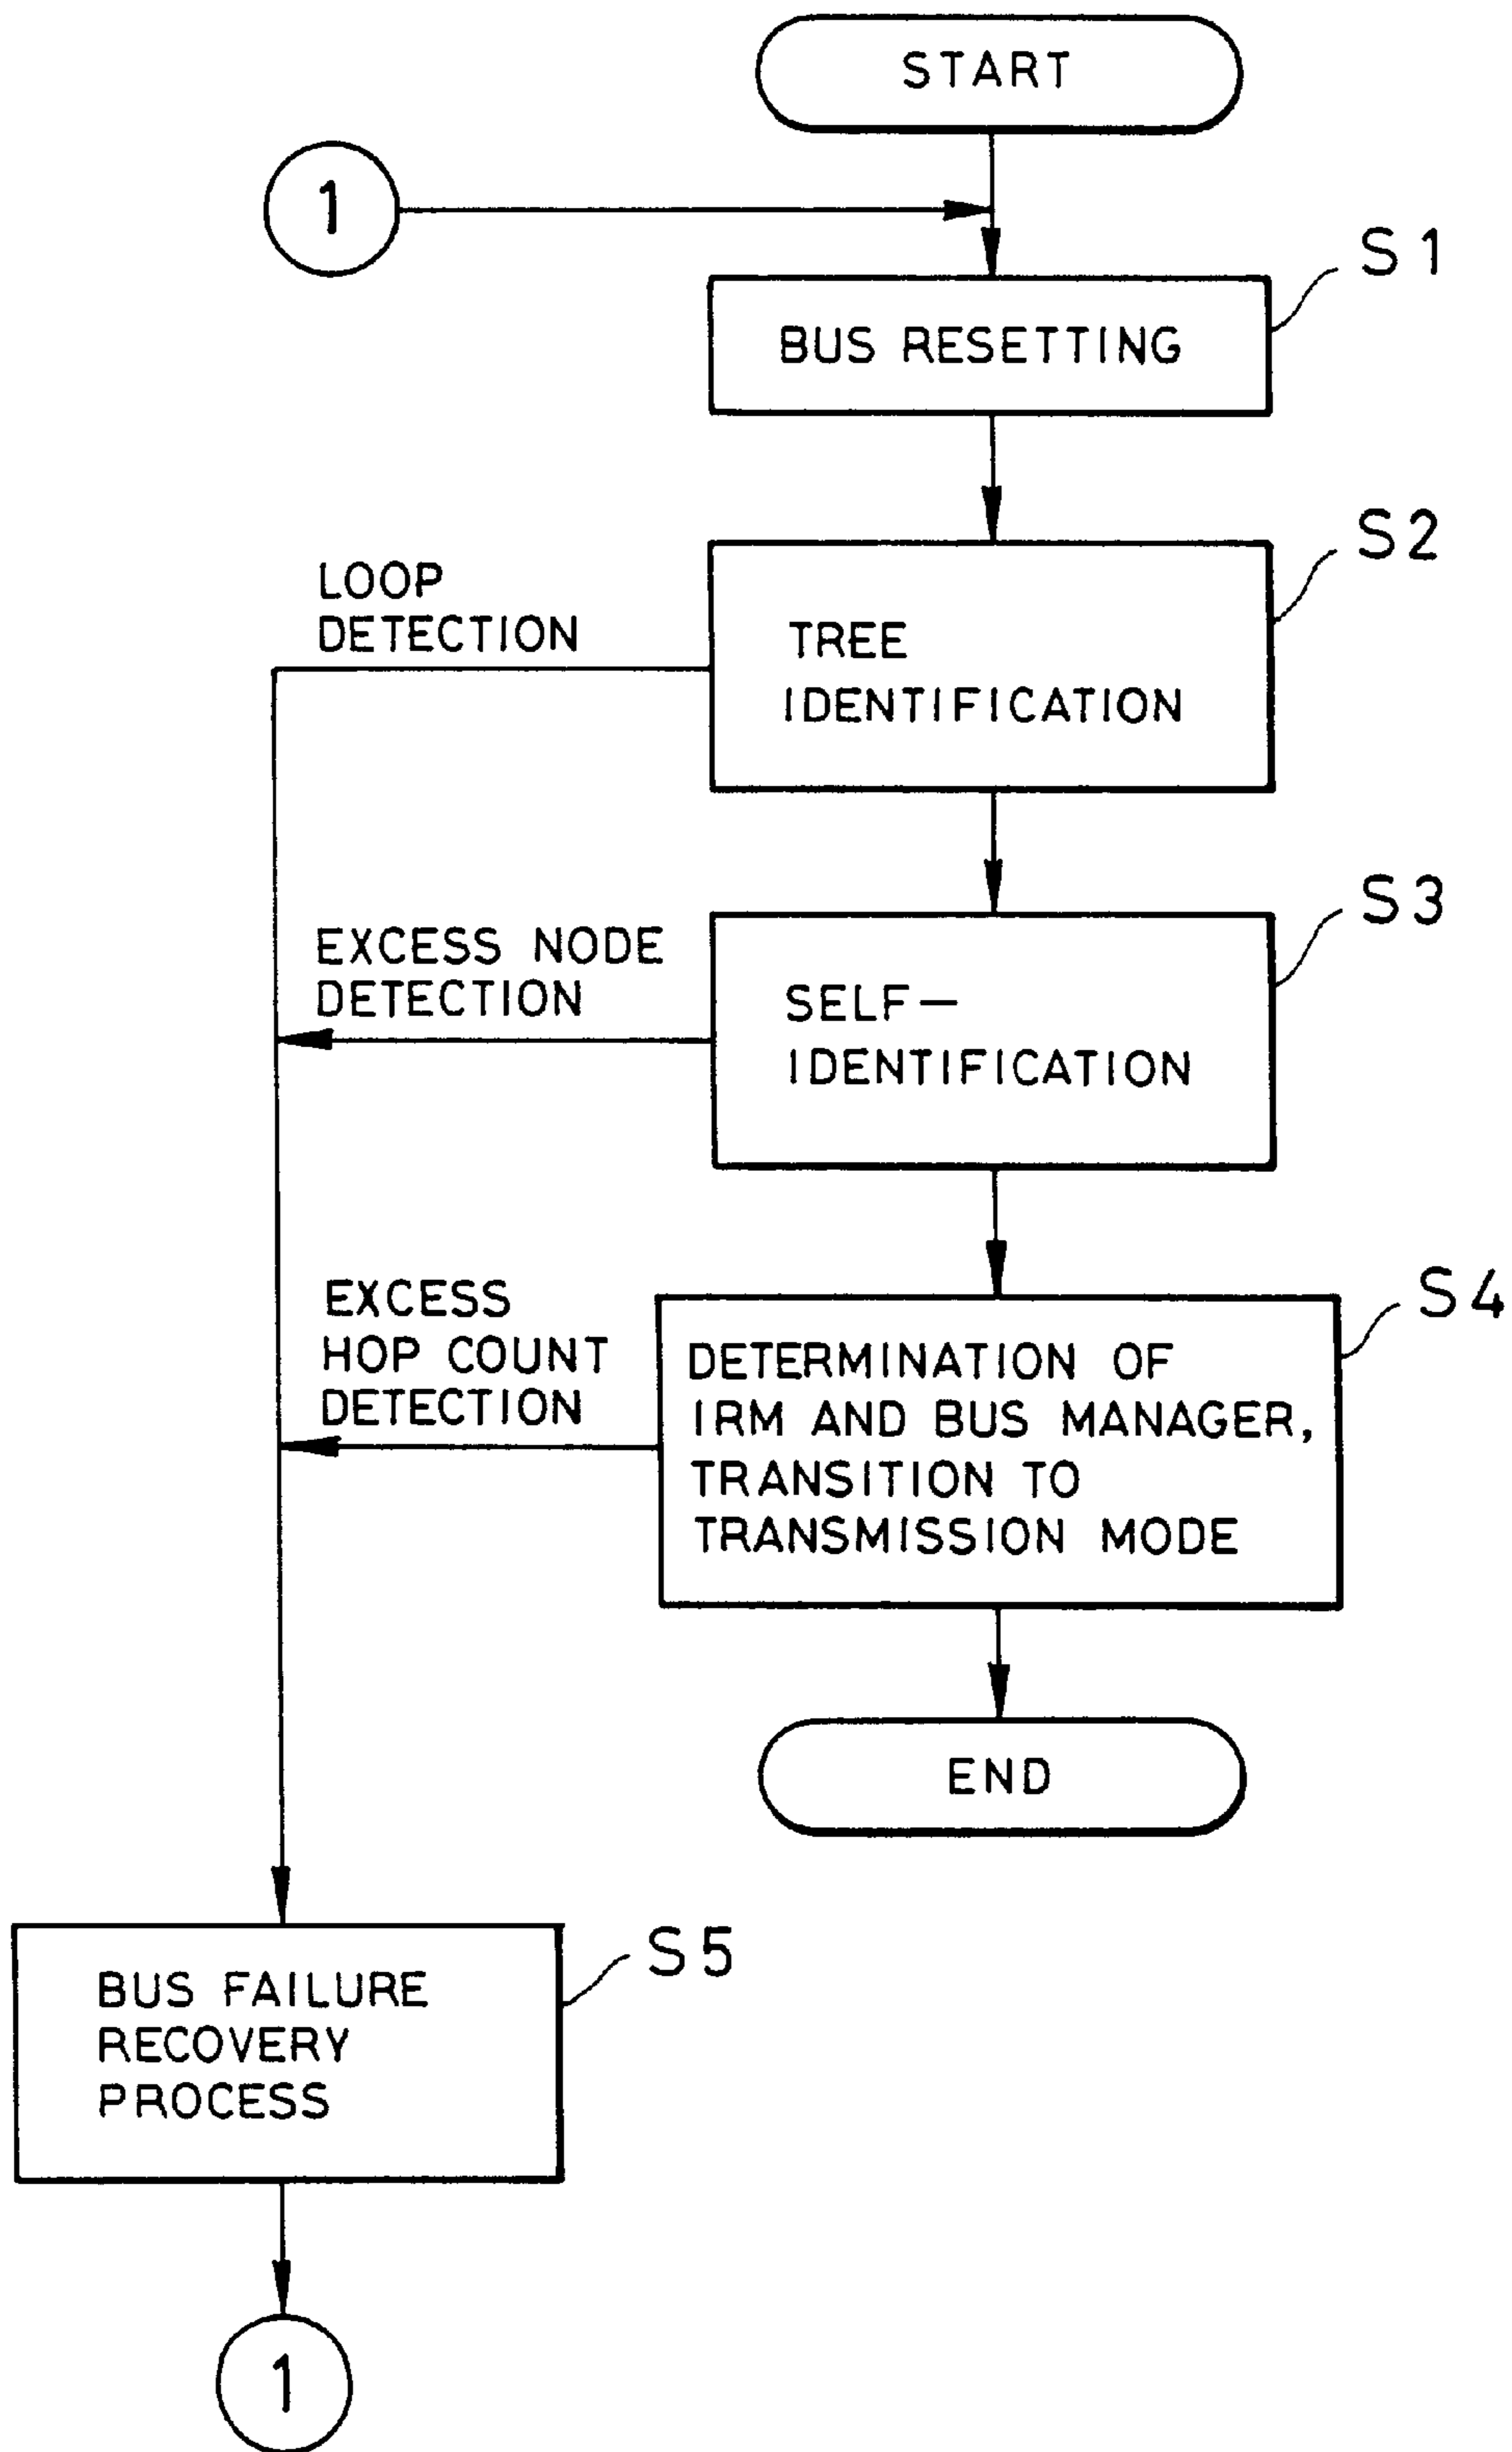 START
1
S1
BUS RESETTING
S2
LOOP
DETECTION
TREE
IDENTIFICATION
S3
EXCESS NODE
DETECTION
SELF-
IDENTIFICATION
S4
EXCESS
HOP COUNT
DETECTION
DETERMINATION OF
IRM AND BUS MANAGER,
TRANSITION TO
TRANSMISSION MODE
END
S5
BUS FAILURE
RECOVERY
PROCESS
1